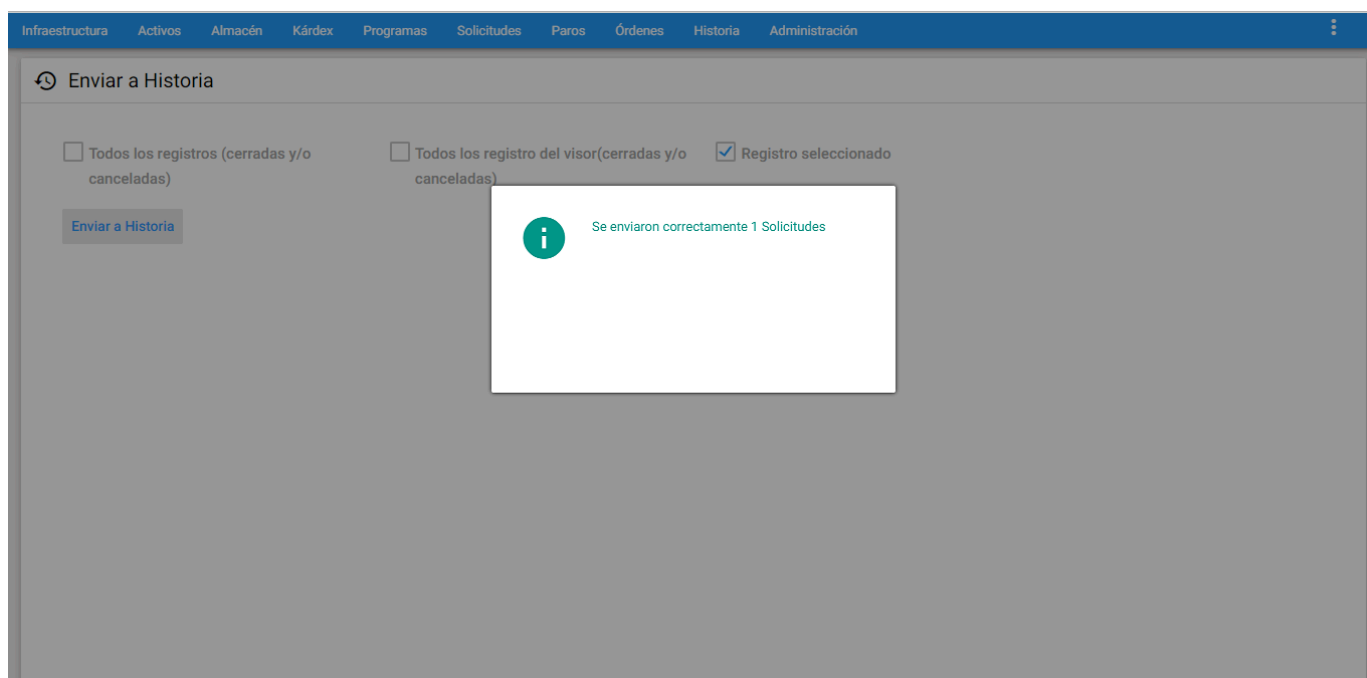 Infraestructura Activos Almacén Kárdex Programas Solicitudes Paros Órdenes Historia Administración
Enviar a Historia
Todos los registros (cerradas y/o
canceladas)
Todos los registro del visor(cerradas y/o
canceladas)
Registro seleccionado
Enviar a Historia
Se enviaron correctamente 1 Solicitudes